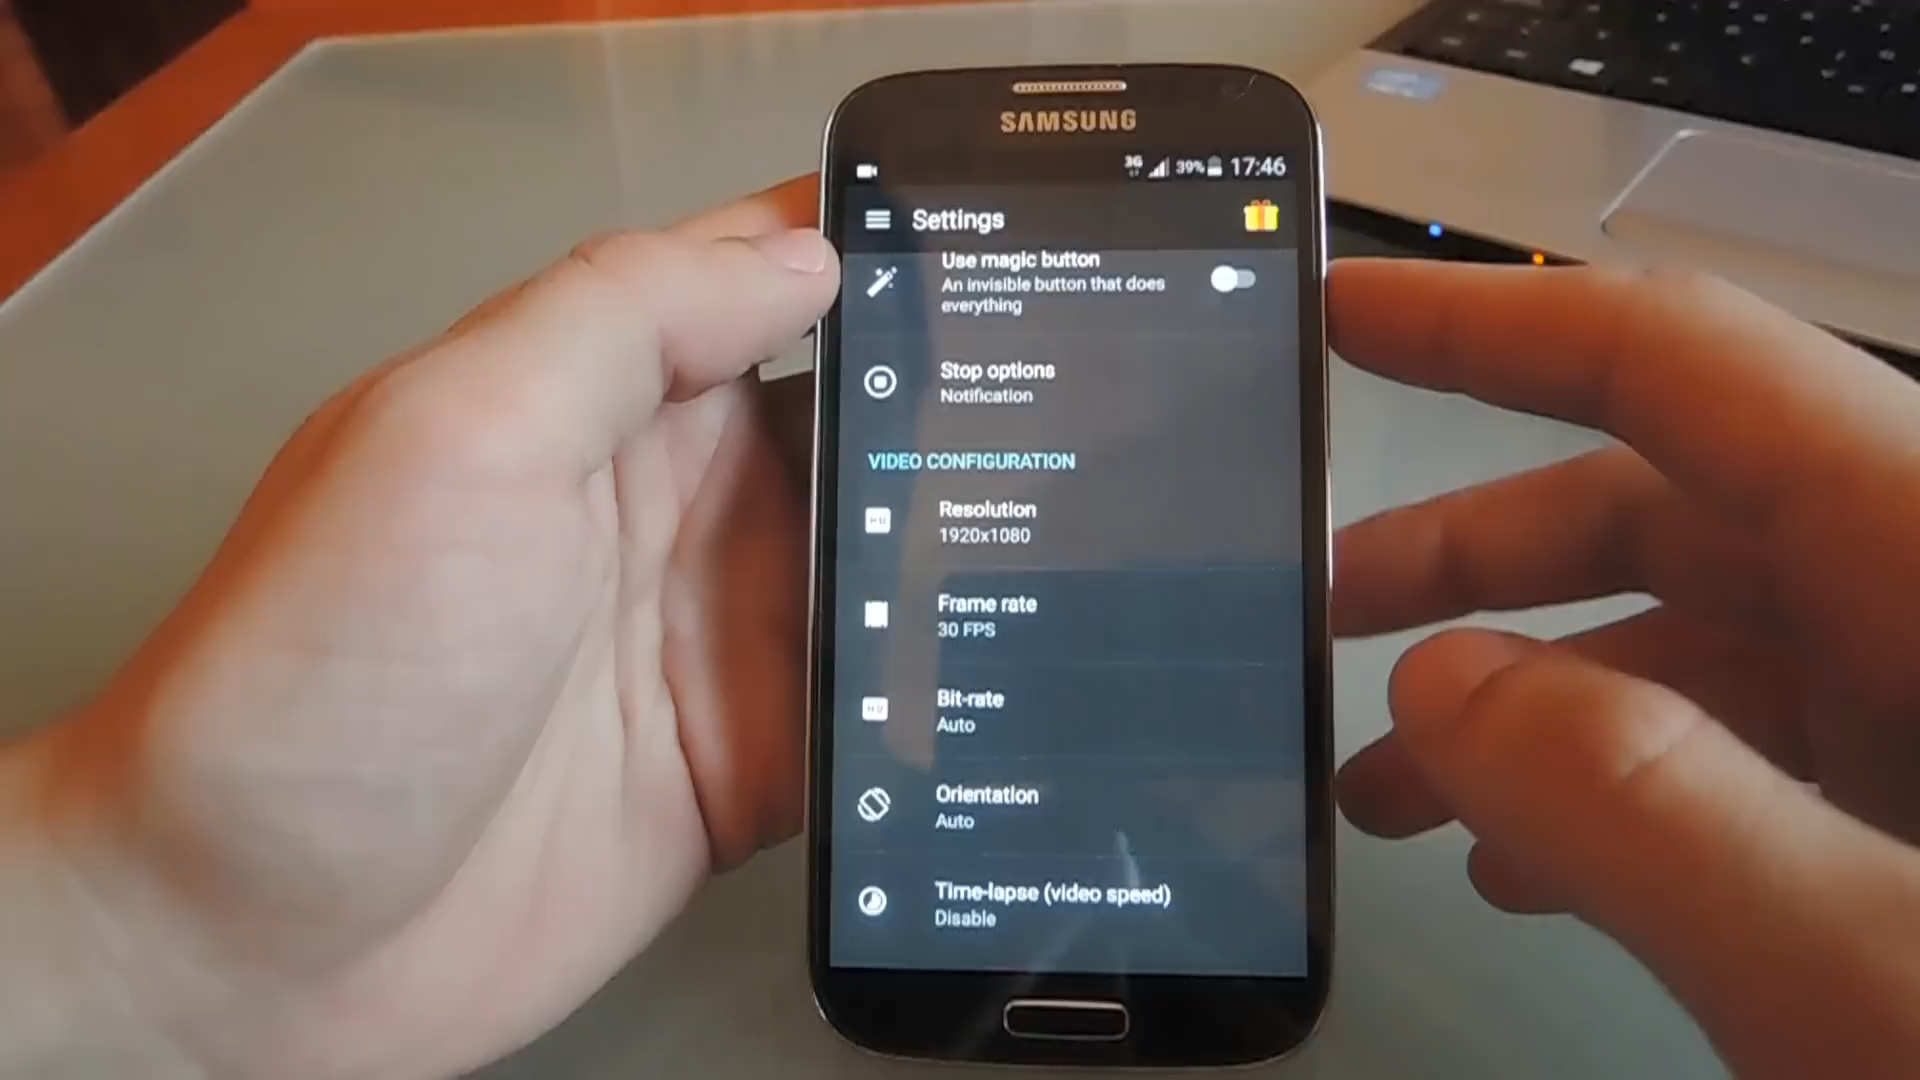 SAMSUNG
3G 39% 17:46
Settings
Use magic button
An invisible button that does
everything
Stop options
Notification
VIDEO CONFIGURATION
Resolution
1920x1080
Frame rate
30 FPS
Bit-rate
Auto
Orientation
Auto
Time-lapse (video speed)
Disable